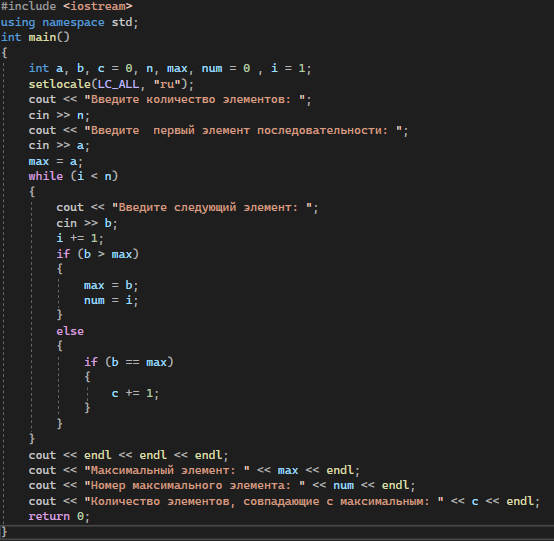 #include <iostream>
using namespace std;
int main()
{
    int a, b, c = 0, n, max, num = 0 , i = 1;
    setlocale(LC_ALL, "ru");
    cout << "Введите количество элементов: ";
    cin >> n;
    cout << "Введите  первый элемент последовательности: ";
    cin >> a;
    max = a;
    while (i < n)
    {
        cout << "Введите следующий элемент: ";
        cin >> b;
        i += 1;
        if (b > max)
        {
            max = b;
            num = i;
        }
        else
        {
            if (b == max)
            {
                c += 1;
            }
        }
    }
    cout << endl << endl << endl;
    cout << "Максимальный элемент: " << max << endl;
    cout << "Номер максимального элемента: " << num << endl;
    cout << "Количество элементов, совпадающие с максимальным: " << c << endl;
    return 0;
}